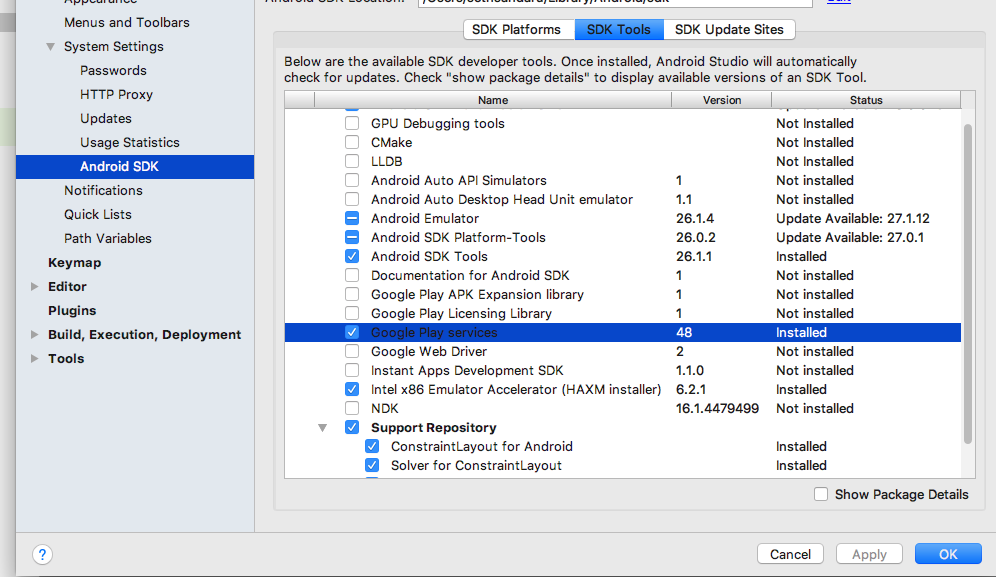 Appearance
Android SDK Location:
Edit
Menus and Toolbars
System Settings
Passwords
HTTP Proxy
Updates
Usage Statistics
Android SDK
Notifications
Quick Lists
Path Variables
Keymap
Editor
Plugins
Build, Execution, Deployment
Tools
SDK Platforms SDK Tools SDK Update Sites
Below are the available SDK developer tools. Once installed, Android Studio will automatically
check for updates. Check "show package details" to display available versions of an SDK Tool.
Name Version Status
GPU Debugging tools Not Installed
CMake Not Installed
LLDB Not Installed
Android Auto API Simulators 1 Not installed
Android Auto Desktop Head Unit emulator 1.1 Not installed
Android Emulator 26.1.4 Update Available: 27.1.12
Android SDK Platform-Tools 26.0.2 Update Available: 27.0.1
Android SDK Tools 26.1.1 Installed
Documentation for Android SDK 1 Not installed
Google Play APK Expansion library 1 Not installed
Google Play Licensing Library 1 Not installed
Google Play services 48 Installed
Google Web Driver 2 Not installed
Instant Apps Development SDK 1.1.0 Not installed
Intel x86 Emulator Accelerator (HAXM installer) 6.2.1 Installed
NDK 16.1.4479499 Not installed
Support Repository
ConstraintLayout for Android Installed
Solver for ConstraintLayout Installed
Show Package Details
? Cancel Apply OK